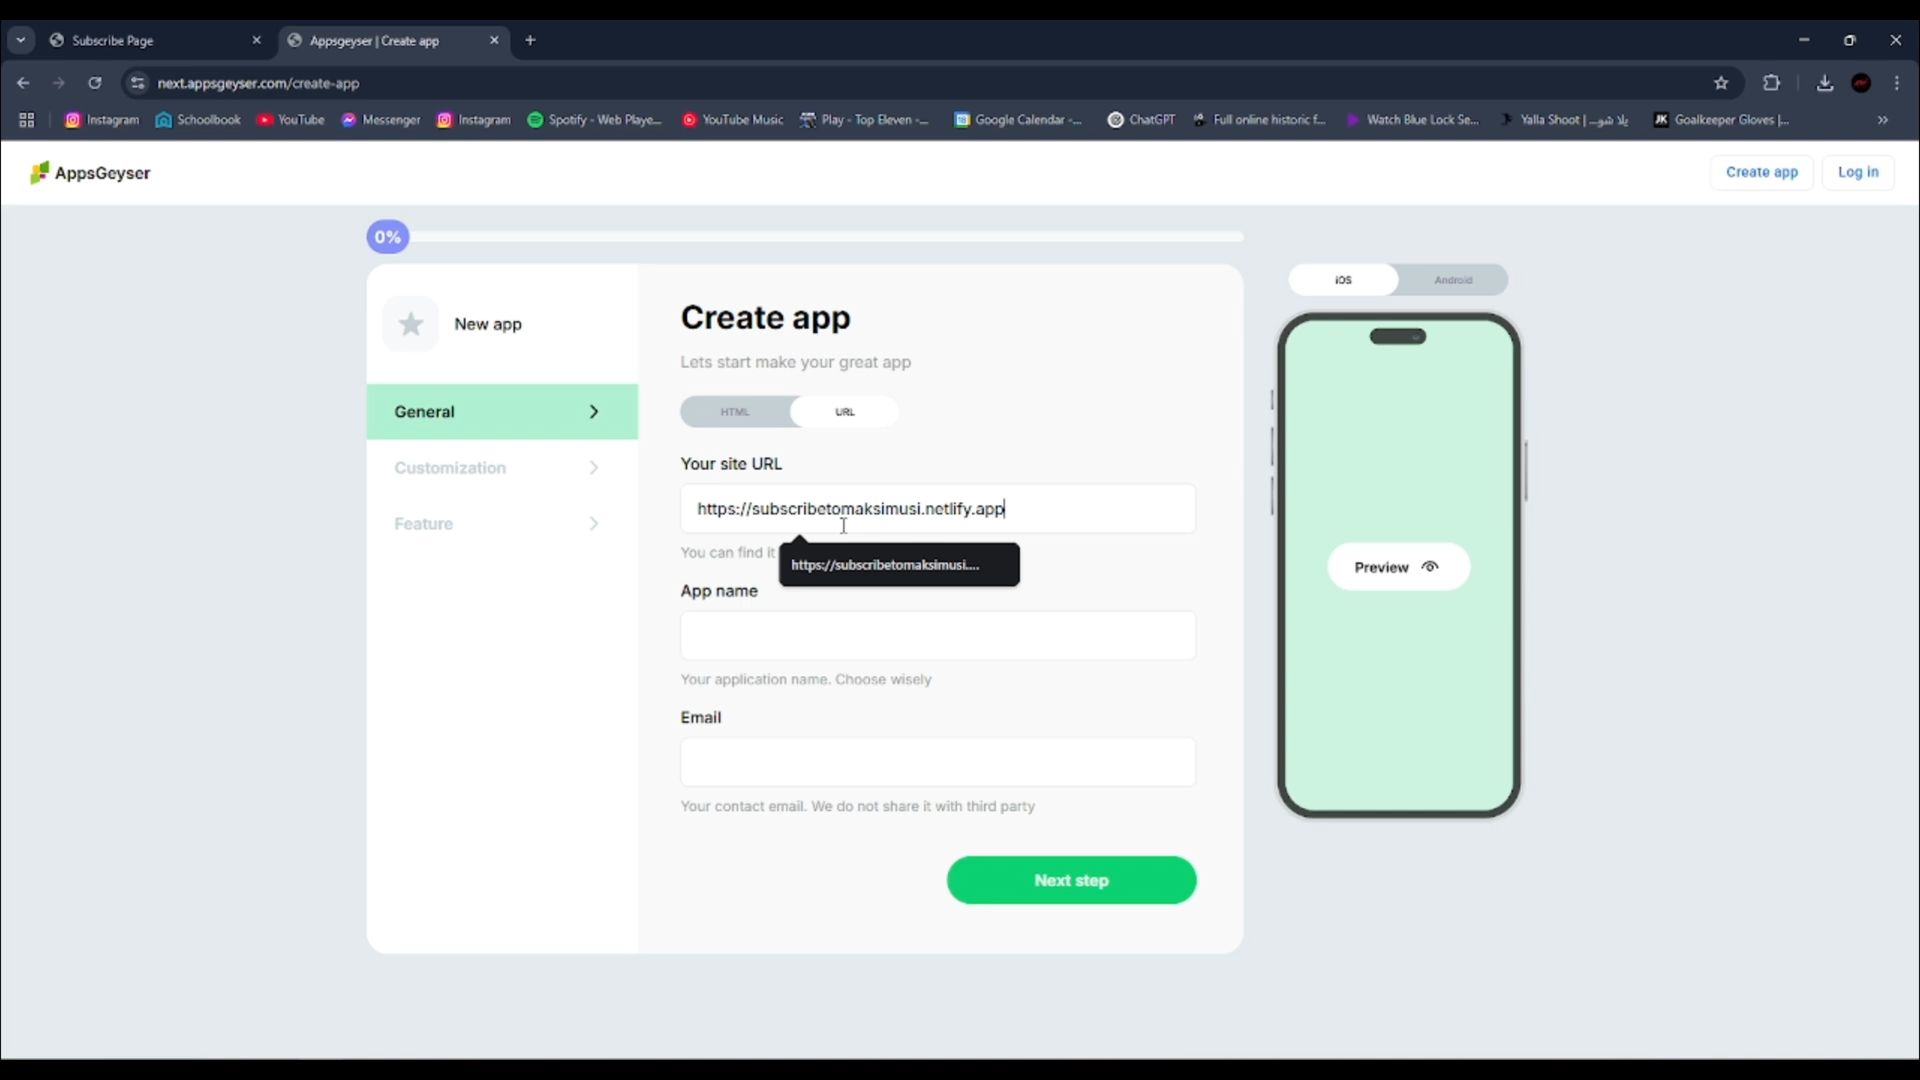 Subscribe Page
Appsgeyser | Create app
next.appsgeyser.com/create-app
Instagram
Schoolbook
YouTube
Messenger
Instagram
Spotify - Web Playe...
YouTube Music
Play - Top Eleven -...
Google Calendar -...
ChatGPT
Full online historic f...
Watch Blue Lock Se...
Yalla Shoot | يلا شو...
Goalkeeper Gloves |...
AppsGeyser
Create app
Log in
0%
New app
General
Customization
Feature
Create app
Lets start make your great app
HTML
URL
Your site URL
https://subscribetomaksimusi.netlify.app
You can find it
https://subscribetomaksimusi....
App name
Your application name. Choose wisely
Email
Your contact email. We do not share it with third party
Next step
iOS
Android
Preview